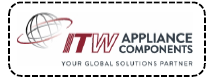 ITW APPLIANCE
COMPONENTS
YOUR GLOBAL SOLUTIONS PARTNER